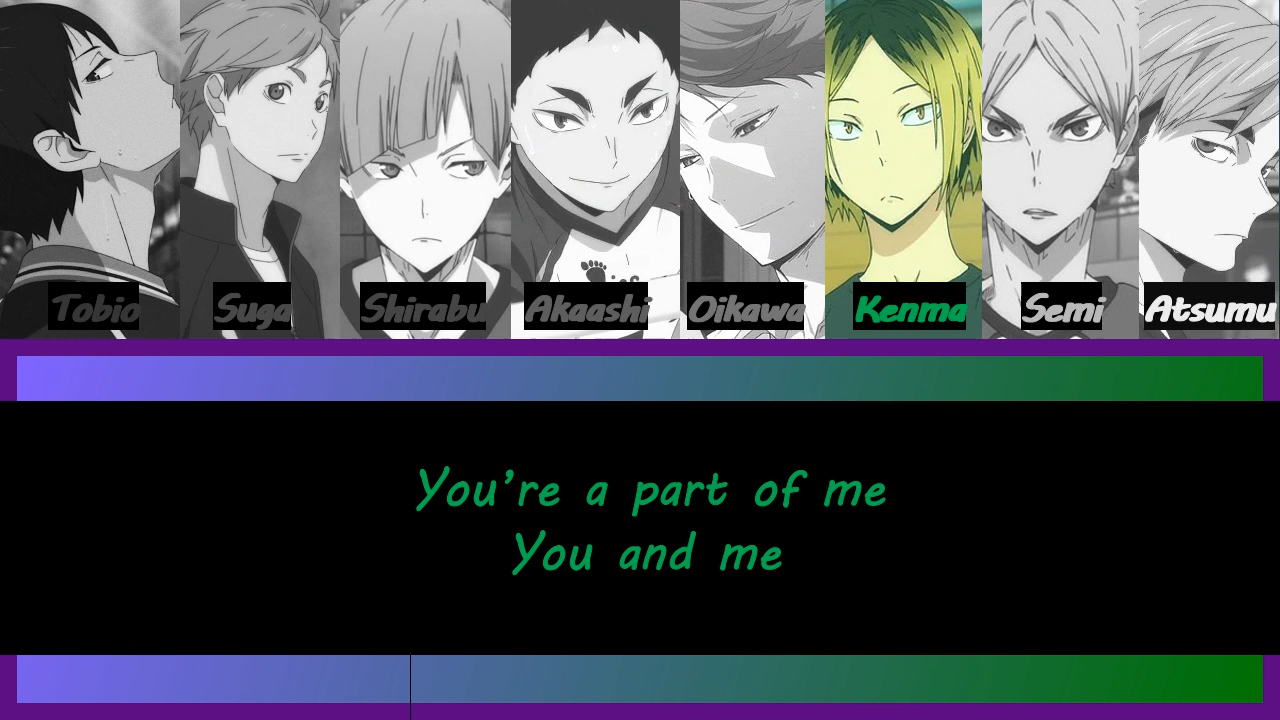 Tobio Suga Shirabu Akaashi Oikawa Kenma Semi Atsumu
You’re a part of me
You and me